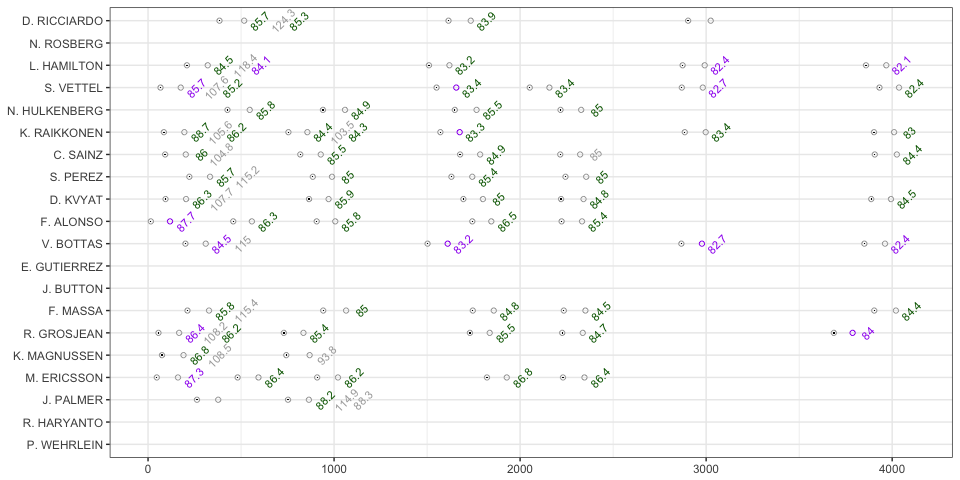 D. RICCIARDO 85.7 124.3 85.3 83.9
N. ROSBERG
L. HAMILTON 84.5 118.4 84.1 83.2 82.4 82.1
S. VETTEL 85.7 107.6 85.2 83.4 83.4 82.7 82.4
N. HULKENBERG 85.8 84.9 85.5 85
K. RAIKKONEN 88.7 105.6 86.2 84.4 103.5 84.3 83.3 83.4 83
C. SAINZ 86 104.8 85.5 84.9 85 84.4
S. PEREZ 85.7 115.2 85 85.4 85
D. KVYAT 86.3 107.7 85.9 85 84.8 84.5
F. ALONSO 87.7 86.3 85.8 86.5 85.4
V. BOTTAS 84.5 115 83.2 82.7 82.4
E. GUTIERREZ
J. BUTTON
F. MASSA 85.8 115.4 85 84.8 84.5 84.4
R. GROSJEAN 86.4 108.2 86.2 85.4 85.5 84.7 84
K. MAGNUSSEN 86.8 108.5 93.8
M. ERICSSON 87.3 86.4 86.2 86.8 86.4
J. PALMER 88.2 114.9 88.3
R. HARYANTO
P. WEHRLEIN
0 1000 2000 3000 4000